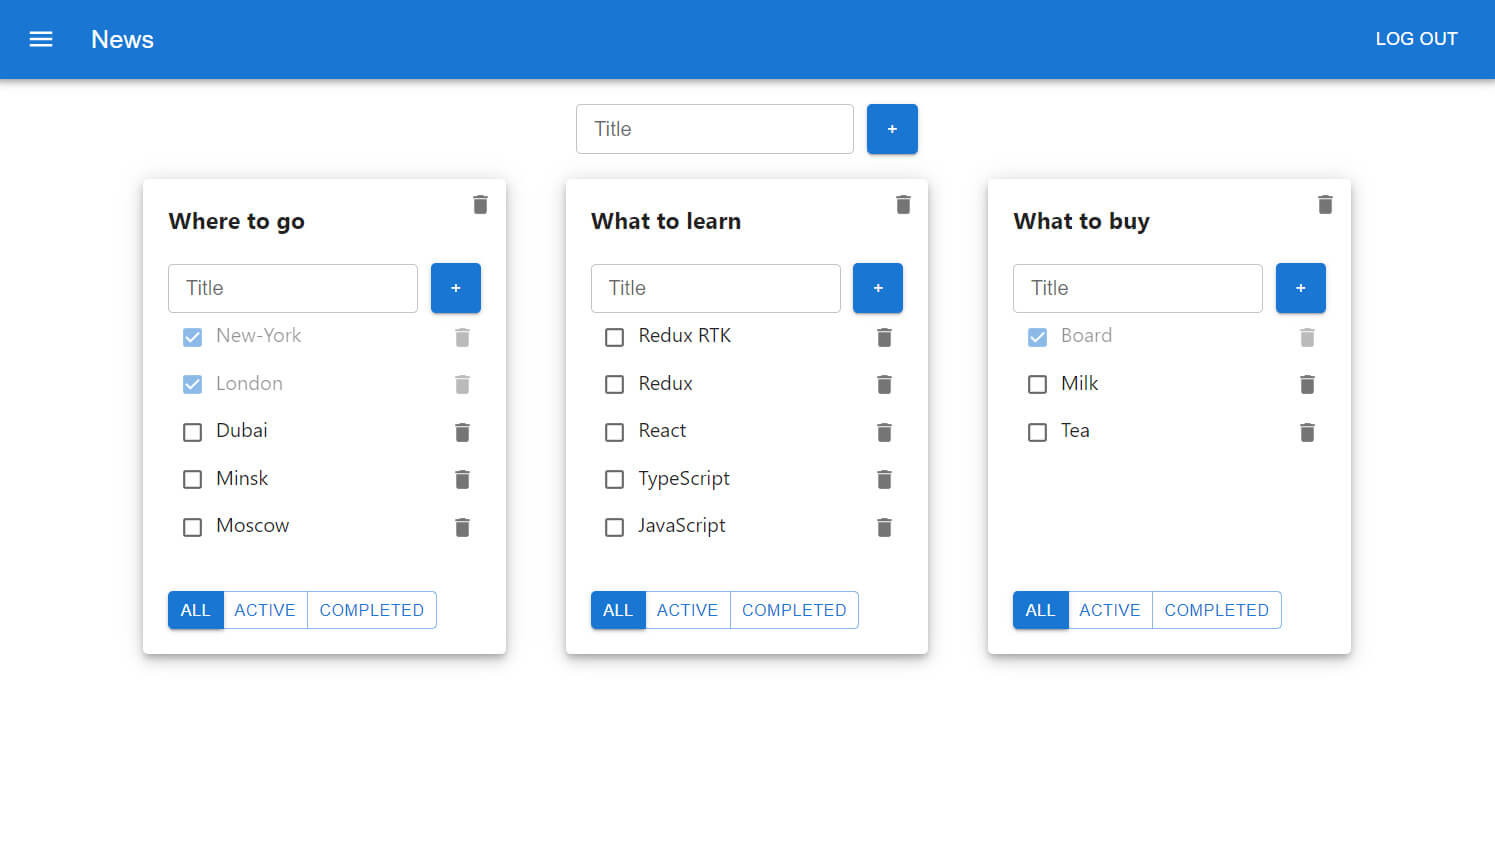 News
LOG OUT
Title
+
Where to go
Title
+
New-York
London
Dubai
Minsk
Moscow
ALL ACTIVE COMPLETED
What to learn
Title
+
Redux RTK
Redux
React
TypeScript
JavaScript
ALL ACTIVE COMPLETED
What to buy
Title
+
Board
Milk
Tea
ALL ACTIVE COMPLETED